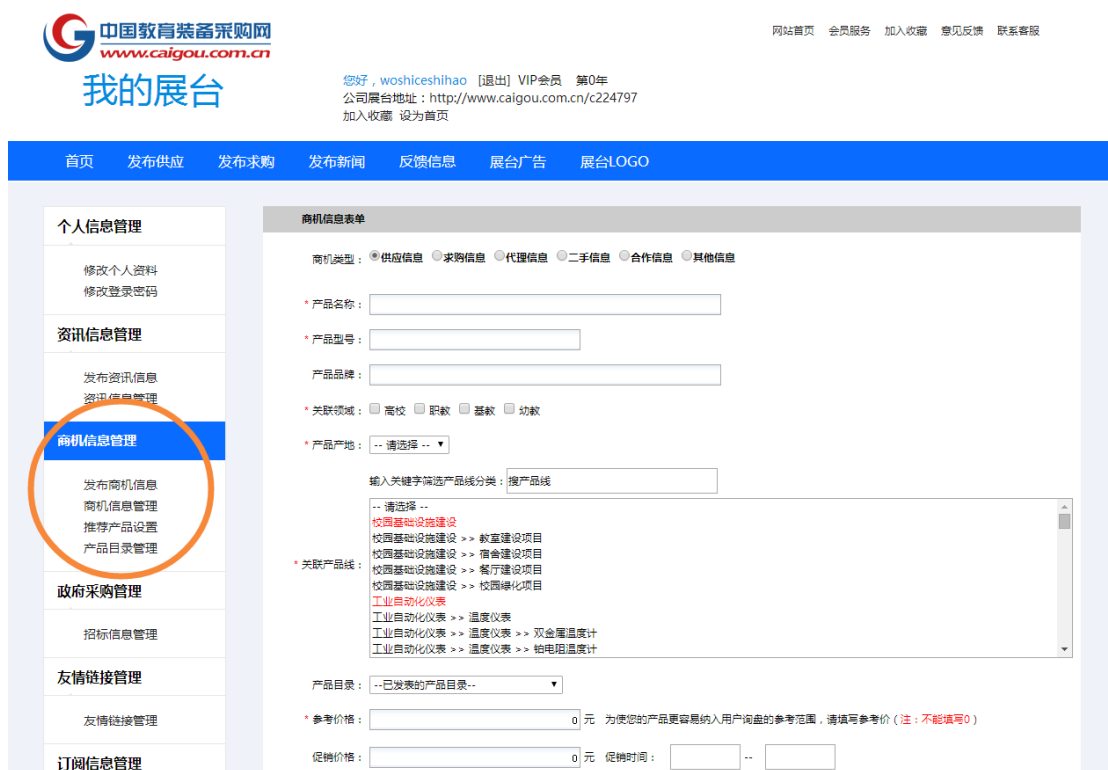 中国教育装备采购网
www.caigou.com.cn
网站首页 会员服务 加入收藏 意见反馈 联系客服
我的展台
您好，woshiceshihao [退出] VIP会员 第0年
公司展台地址：http://www.caigou.com.cn/c224797
加入收藏 设为首页
首页 发布供应 发布求购 发布新闻 反馈信息 展台广告 展台LOGO
个人信息管理
修改个人资料
修改登录密码
资讯信息管理
发布资讯信息
资讯信息管理
商机信息管理
发布商机信息
商机信息管理
推荐产品设置
产品目录管理
政府采购管理
招标信息管理
友情链接管理
友情链接管理
订阅信息管理
商机信息表单
商机类型： 供应信息 求购信息 代理信息 二手信息 合作信息 其他信息
* 产品名称：
* 产品型号：
产品品牌：
* 关联领域： 高校 职教 基教 幼教
* 产品产地： -- 请选择 --
输入关键字筛选产品线分类：搜产品线
* 关联产品线：
-- 请选择 --
校园基础设施建设
校园基础设施建设 >> 教室建设项目
校园基础设施建设 >> 宿舍建设项目
校园基础设施建设 >> 餐厅建设项目
校园基础设施建设 >> 校园绿化项目
工业自动化仪表
工业自动化仪表 >> 温度仪表
工业自动化仪表 >> 温度仪表 >> 双金属温度计
工业自动化仪表 >> 温度仪表 >> 铂电阻温度计
产品目录： --已发表的产品目录--
* 参考价格： 0 元 为使您的产品更容易纳入用户询盘的参考范围，请填写参考价（注：不能填写0）
促销价格： 0 元 促销时间： --